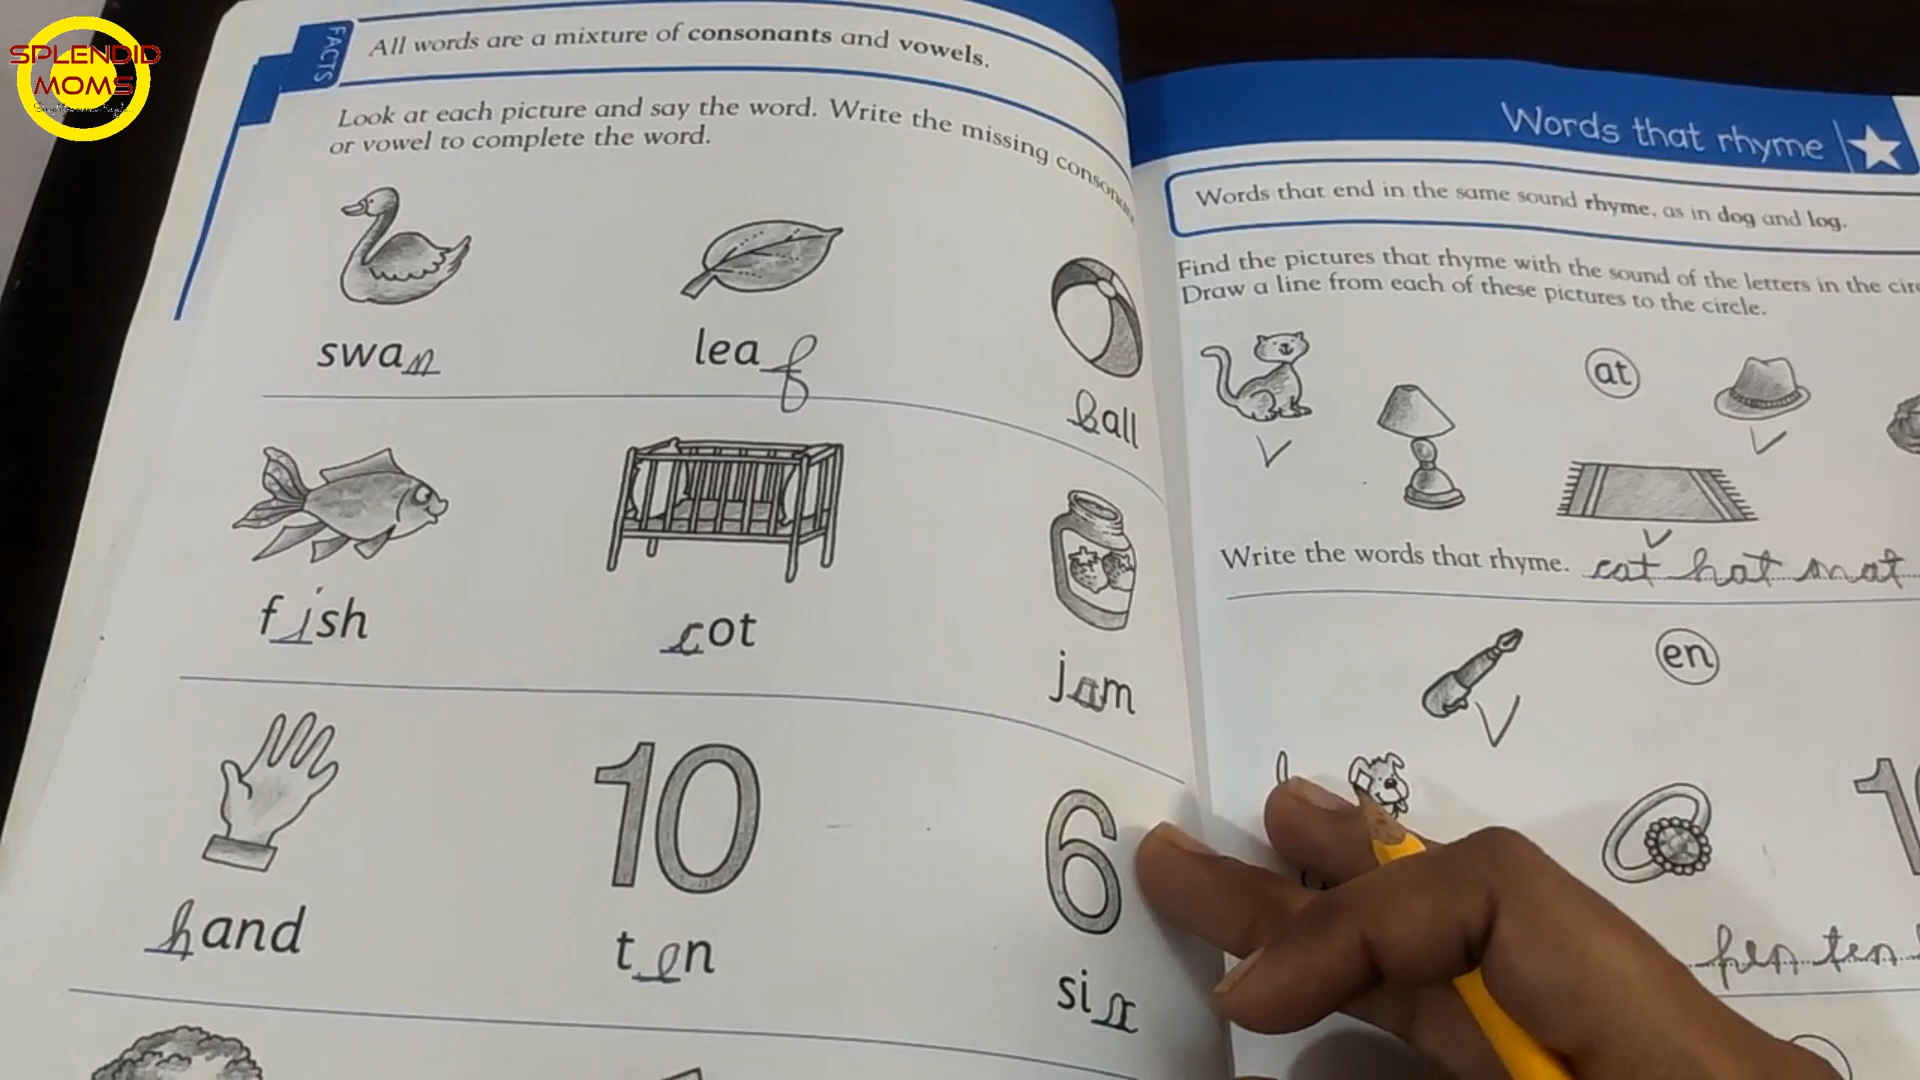 SPLENDID
MOMS
FACTS
All words are a mixture of consonants and vowels.
Look at each picture and say the word. Write the missing
or vowel to complete the word.
swan
leaf
ball
fish
cot
jam
10
6
hand
ten
six
Words that rhyme
Words that end in the same sound rhyme, as in dog and log.
Find the pictures that rhyme with the sound of the letters in the
Draw a line from each of these pictures to the circle.
at
Write the words that rhyme. cat hat mat
en
pen ten